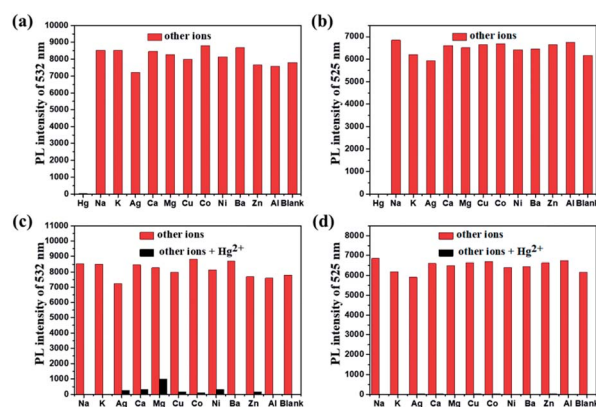 (a)
other ions
PL intensity of 532 nm
10000
9000
8000
7000
6000
5000
4000
3000
2000
1000
0
Hg Na K Ag Ca Mg Cu Co Ni Ba Zn Al Blank
(b)
other ions
PL intensity of 525 nm
7000
6000
5000
4000
3000
2000
1000
0
Hg Na K Ag Ca Mg Cu Co Ni Ba Zn Al Blank
(c)
other ions
other ions + Hg2+
PL intensity of 532 nm
11000
10000
9000
8000
7000
6000
5000
4000
3000
2000
1000
0
Na K Ag Ca Mg Cu Co Ni Ba Zn Al Blank
(d)
other ions
other ions + Hg2+
PL intensity of 525 nm
8000
7000
6000
5000
4000
3000
2000
1000
0
Na K Ag Ca Mg Cu Co Ni Ba Zn Al Blank